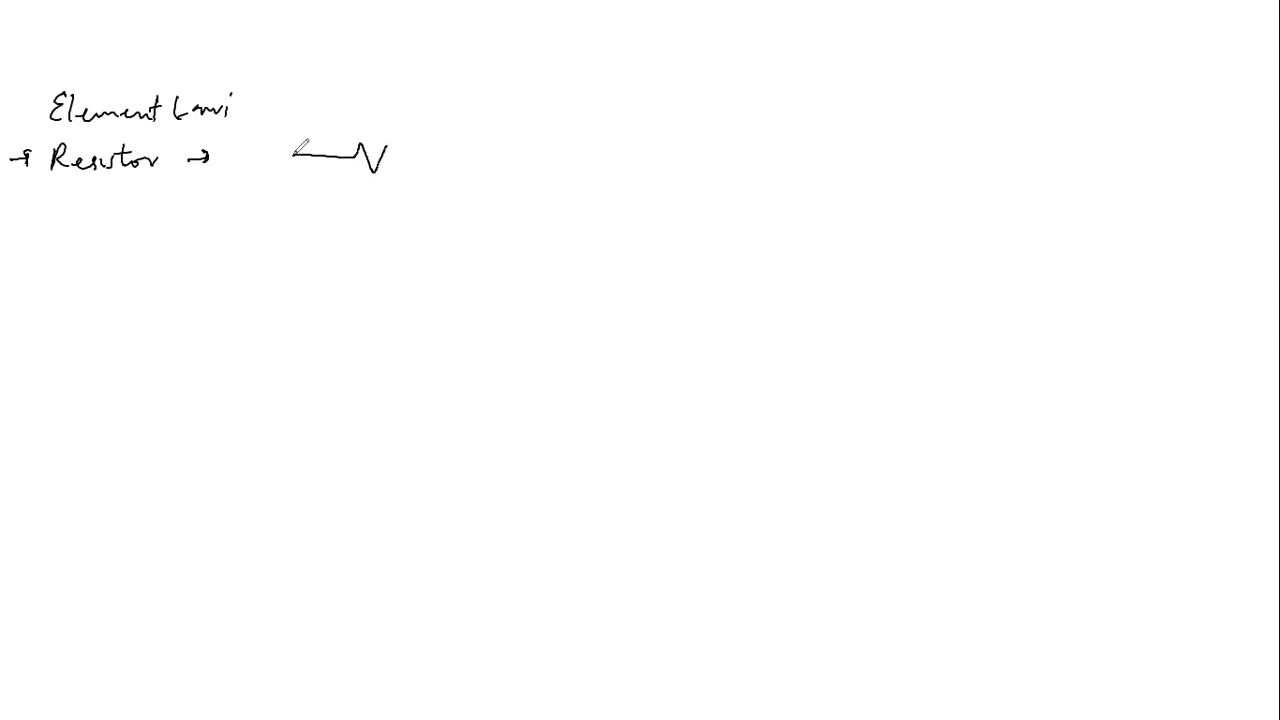 Element Laws
→ Resistor →